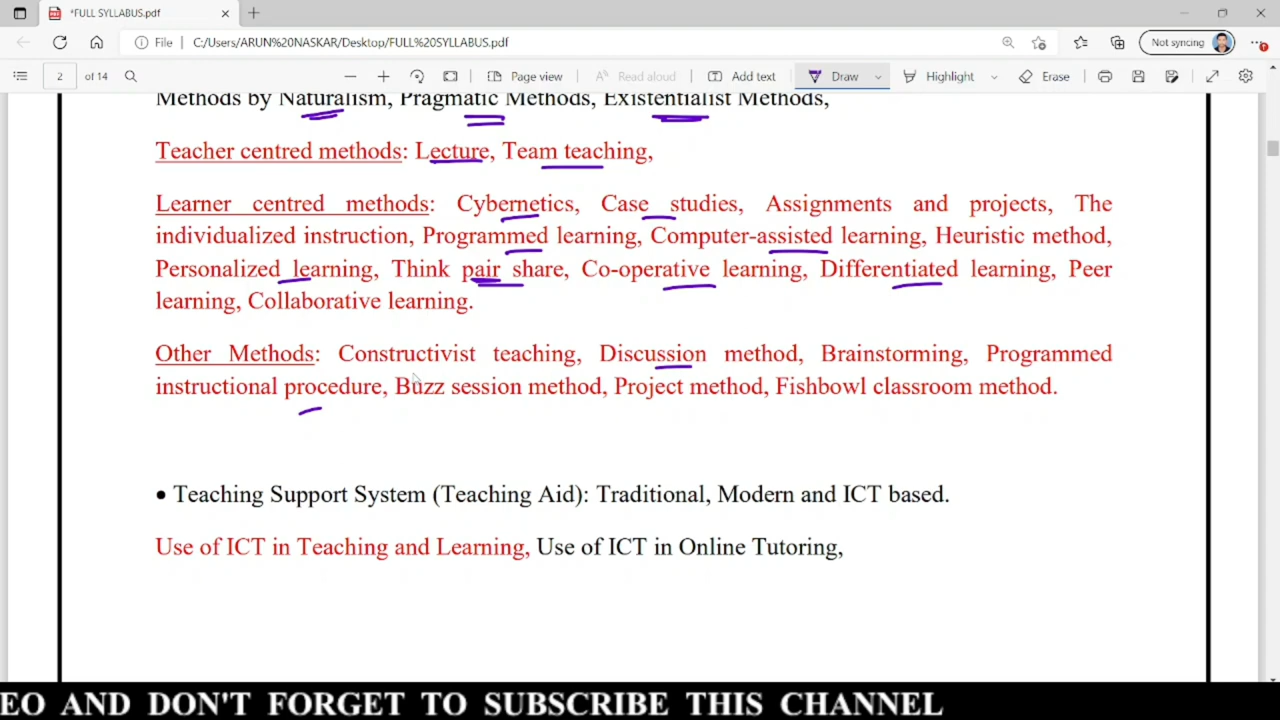 *FULL SYLLABUS.pdf
File C:/Users/ARUN%20NASKAR/Desktop/FULL%20SYLLABUS.pdf Not syncing
2 of 14 Page view Read aloud Add text Draw Highlight Erase
Methods by Naturalism, Pragmatic Methods, Existentialist Methods,
Teacher centred methods: Lecture, Team teaching,
Learner centred methods: Cybernetics, Case studies, Assignments and projects, The
individualized instruction, Programmed learning, Computer-assisted learning, Heuristic method,
Personalized learning, Think pair share, Co-operative learning, Differentiated learning, Peer
learning, Collaborative learning.
Other Methods: Constructivist teaching, Discussion method, Brainstorming, Programmed
instructional procedure, Buzz session method, Project method, Fishbowl classroom method.
• Teaching Support System (Teaching Aid): Traditional, Modern and ICT based.
Use of ICT in Teaching and Learning, Use of ICT in Online Tutoring,
EO AND DON'T FORGET TO SUBSCRIBE THIS CHANNEL